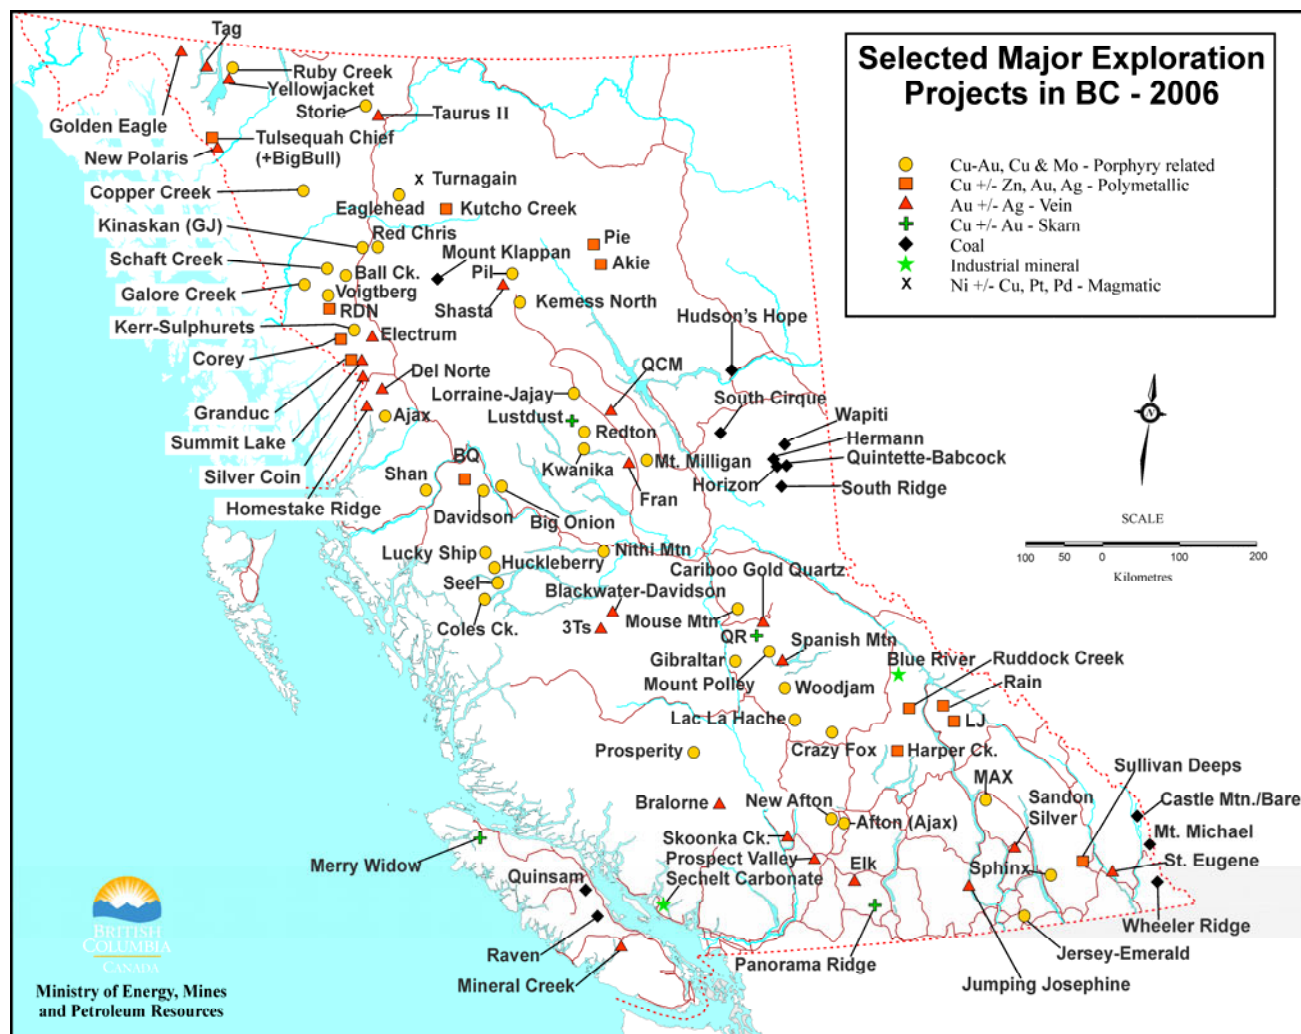 Selected Major Exploration
Projects in BC - 2006
Cu-Au, Cu & Mo - Porphyry related
Cu +/- Zn, Au, Ag - Polymetallic
Au +/- Ag - Vein
Cu +/- Au - Skarn
Coal
Industrial mineral
Ni +/- Cu, Pt, Pd - Magmatic
Tag
Ruby Creek
Yellowjacket
Golden Eagle
Storie
Taurus II
Tulsequah Chief
(+BigBull)
New Polaris
Turnagain
Copper Creek
Eaglehead
Kutcho Creek
Kinaskan (GJ)
Red Chris
Mount Klappan
Pie
Schaft Creek
Akie
Ball Ck.
Pil
Galore Creek
Voigtberg
Shasta
Kemess North
RDN
Kerr-Sulphurets
Electrum
Hudson's Hope
Corey
QCM
Del Norte
Lorraine-Jajay
South Cirque
Granduc
Ajax
Lustdust
Redton
Wapiti
Summit Lake
Hermann
BQ
Kwanika
Mt. Milligan
Quintette-Babcock
Silver Coin
Shan
Horizon
South Ridge
Fran
Homestake Ridge
Davidson
Big Onion
SCALE
100 50 0 100 200
Kilometres
Lucky Ship
Nithi Mtn
Huckleberry
Cariboo Gold Quartz
Seel
Blackwater-Davidson
Mouse Mtn
Coles Ck.
3Ts
QR
Spanish Mtn
Gibraltar
Blue River
Ruddock Creek
Mount Polley
Rain
Woodjam
Lac La Hache
LJ
Prosperity
Crazy Fox
Harper Ck.
Sullivan Deeps
MAX
Bralorne
New Afton
Sandon
Silver
Castle Mtn./Bare
Afton (Ajax)
Skoonka Ck.
Mt. Michael
Merry Widow
Prospect Valley
Elk
St. Eugene
Quinsam
Sechelt Carbonate
Sphinx
Wheeler Ridge
Raven
Jersey-Emerald
Panorama Ridge
Mineral Creek
Jumping Josephine
BRITISH
COLUMBIA
CANADA
Ministry of Energy, Mines
and Petroleum Resources